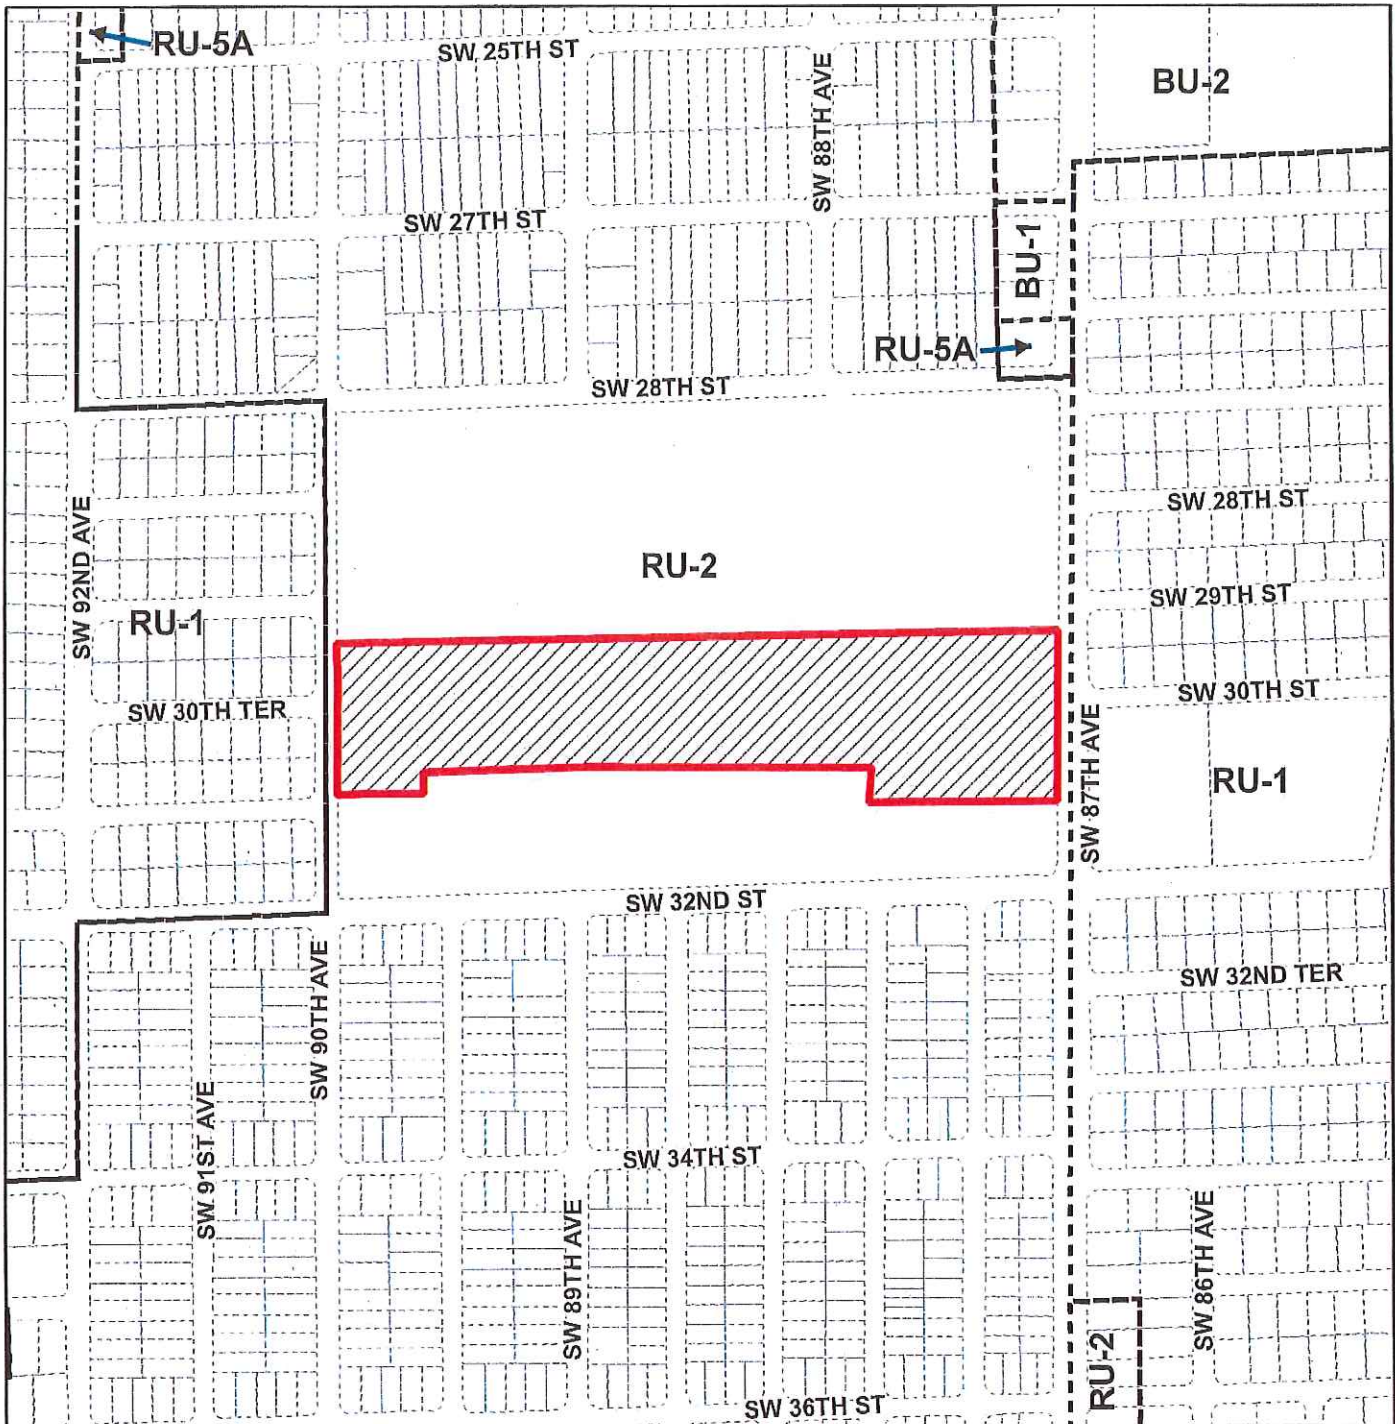 RU-5A
SW 25TH ST
SW 88TH AVE
BU-2
SW 27TH ST
BU-1
RU-5A
SW 28TH ST
SW 92ND AVE
SW 28TH ST
RU-2
SW 29TH ST
RU-1
SW 30TH ST
SW 30TH TER
SW 87TH AVE
RU-1
SW 32ND ST
SW 90TH AVE
SW 32ND TER
SW 91ST AVE
SW 34TH ST
SW 89TH AVE
SW 86TH AVE
RU-2
SW 36TH ST